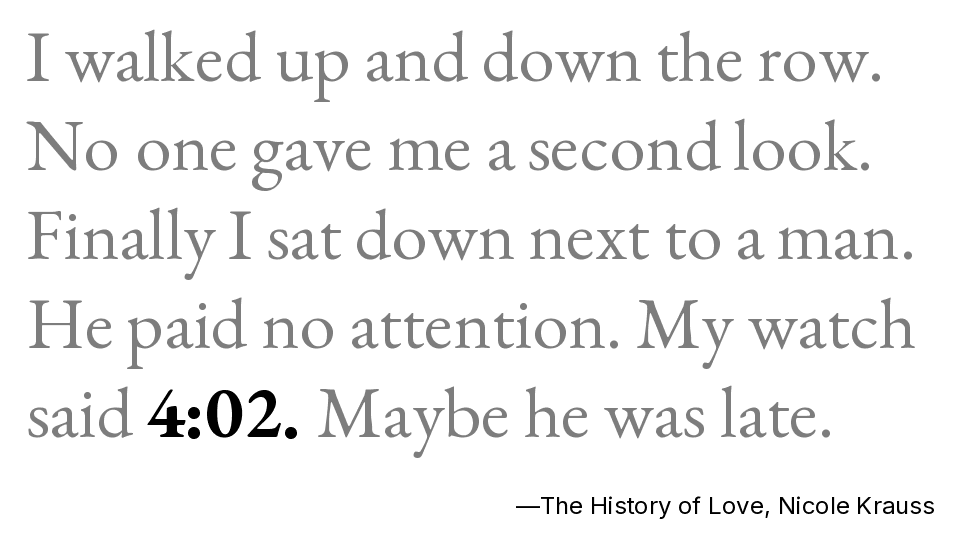 I walked up and down the row.
No one gave me a second look.
Finally I sat down next to a man.
He paid no attention. My watch
said 4:02. Maybe he was late.
—The History of Love, Nicole Krauss